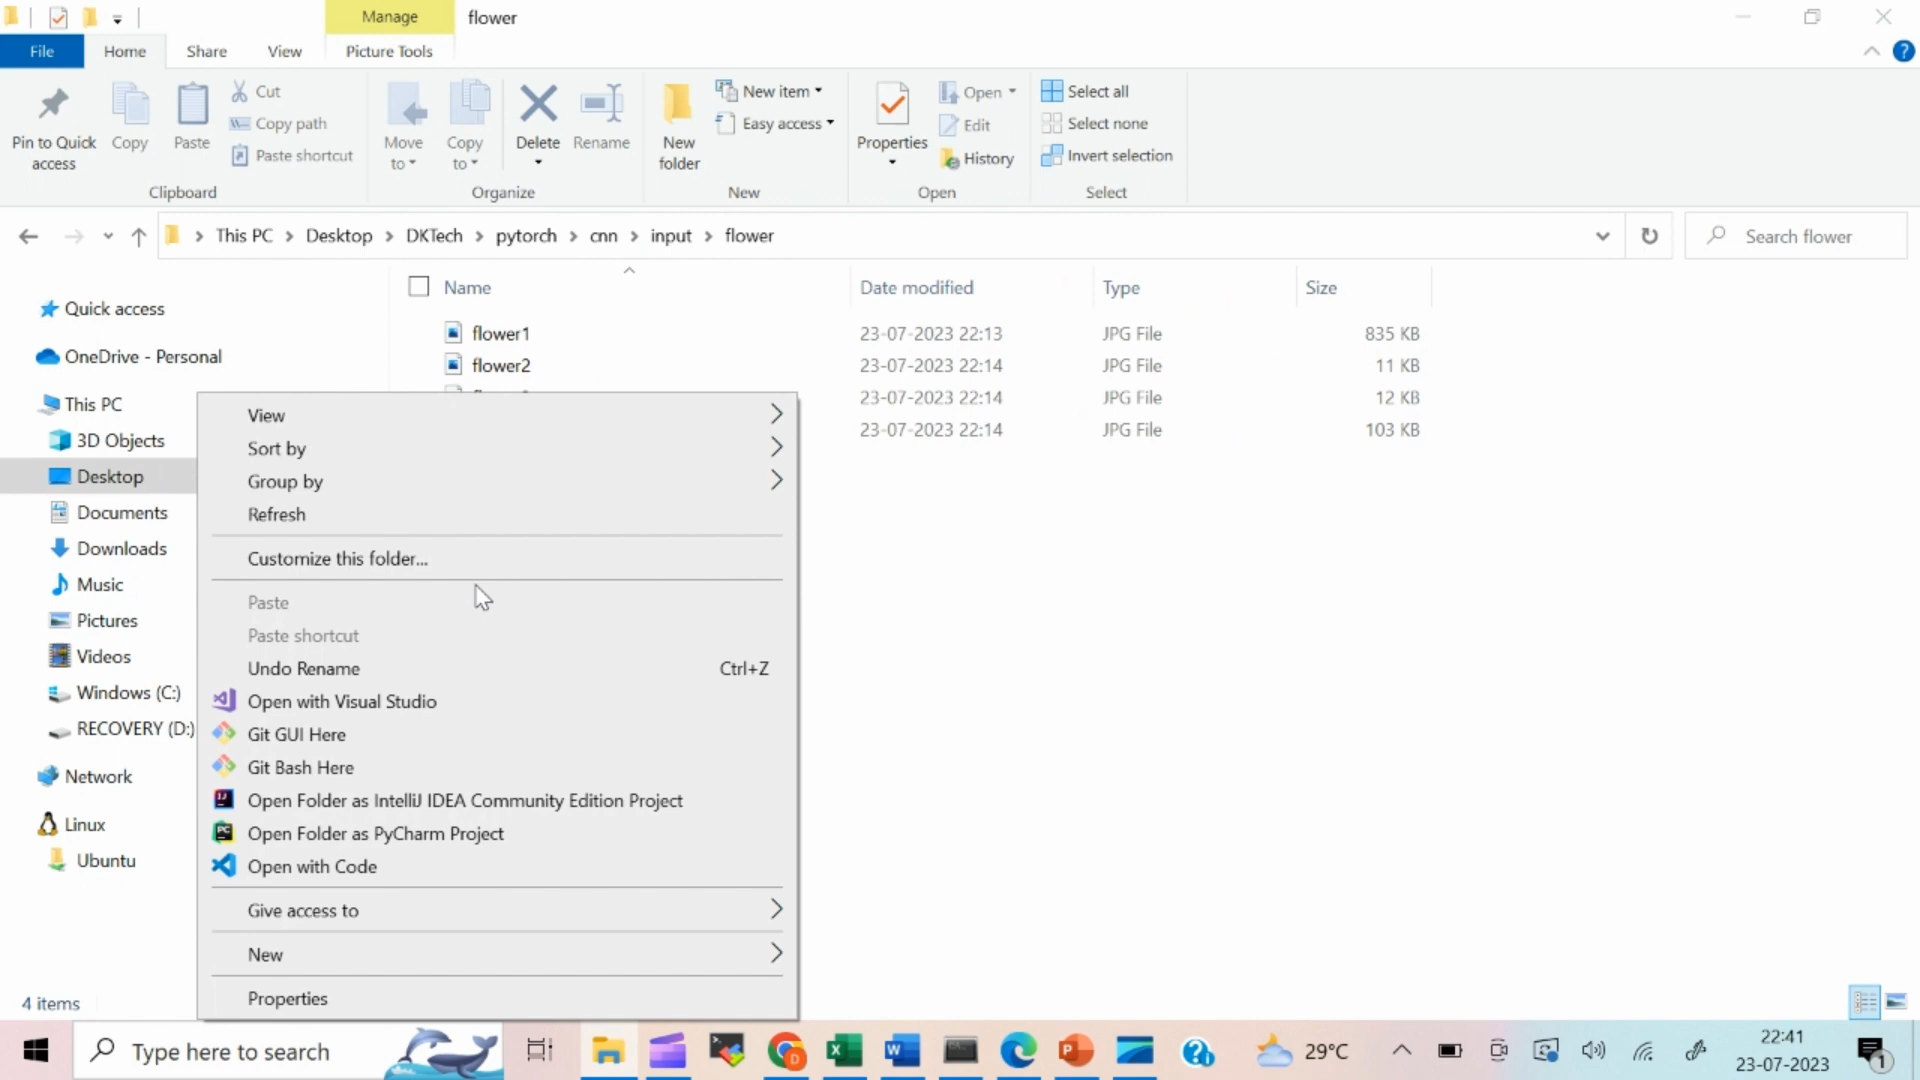 Manage
flower
File
Home
Share
View
Picture Tools
Pin to Quick access
Copy
Paste
Cut
Copy path
Paste shortcut
Clipboard
Move to
Copy to
Delete
Rename
Organize
New folder
New item
Easy access
New
Properties
Open
Edit
History
Open
Select all
Select none
Invert selection
Select
This PC > Desktop > DKTech > pytorch > cnn > input > flower
Search flower
Name
Date modified
Type
Size
flower1 23-07-2023 22:13 JPG File 835 KB
flower2 23-07-2023 22:14 JPG File 11 KB
23-07-2023 22:14 JPG File 12 KB
23-07-2023 22:14 JPG File 103 KB
Quick access
OneDrive - Personal
This PC
3D Objects
Desktop
Documents
Downloads
Music
Pictures
Videos
Windows (C:)
RECOVERY (D:)
Network
Linux
Ubuntu
View
Sort by
Group by
Refresh
Customize this folder...
Paste
Paste shortcut
Undo Rename Ctrl+Z
Open with Visual Studio
Git GUI Here
Git Bash Here
Open Folder as IntelliJ IDEA Community Edition Project
Open Folder as PyCharm Project
Open with Code
Give access to
New
Properties
4 items
Type here to search
29°C
22:41
23-07-2023
1